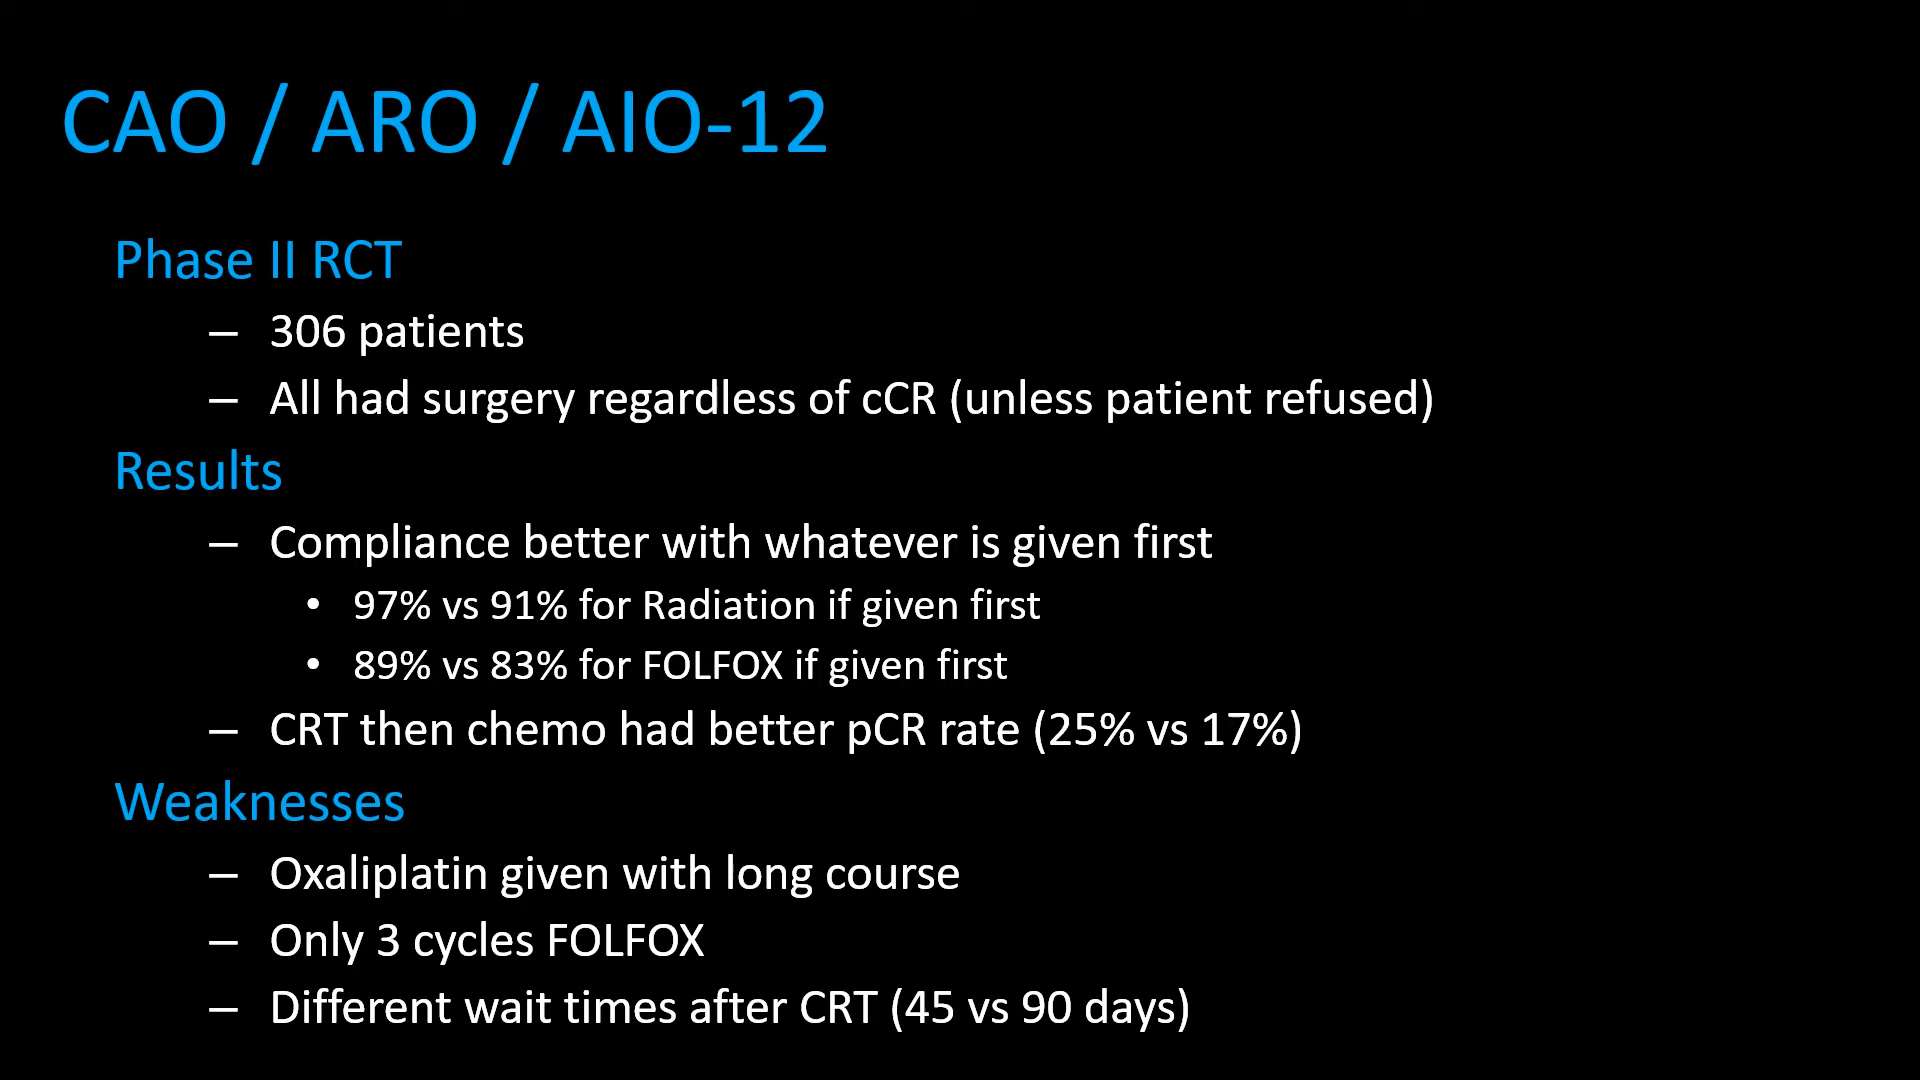 CAO / ARO / AIO-12
Phase II RCT
– 306 patients
– All had surgery regardless of cCR (unless patient refused)
Results
– Compliance better with whatever is given first
• 97% vs 91% for Radiation if given first
• 89% vs 83% for FOLFOX if given first
– CRT then chemo had better pCR rate (25% vs 17%)
Weaknesses
– Oxaliplatin given with long course
– Only 3 cycles FOLFOX
– Different wait times after CRT (45 vs 90 days)